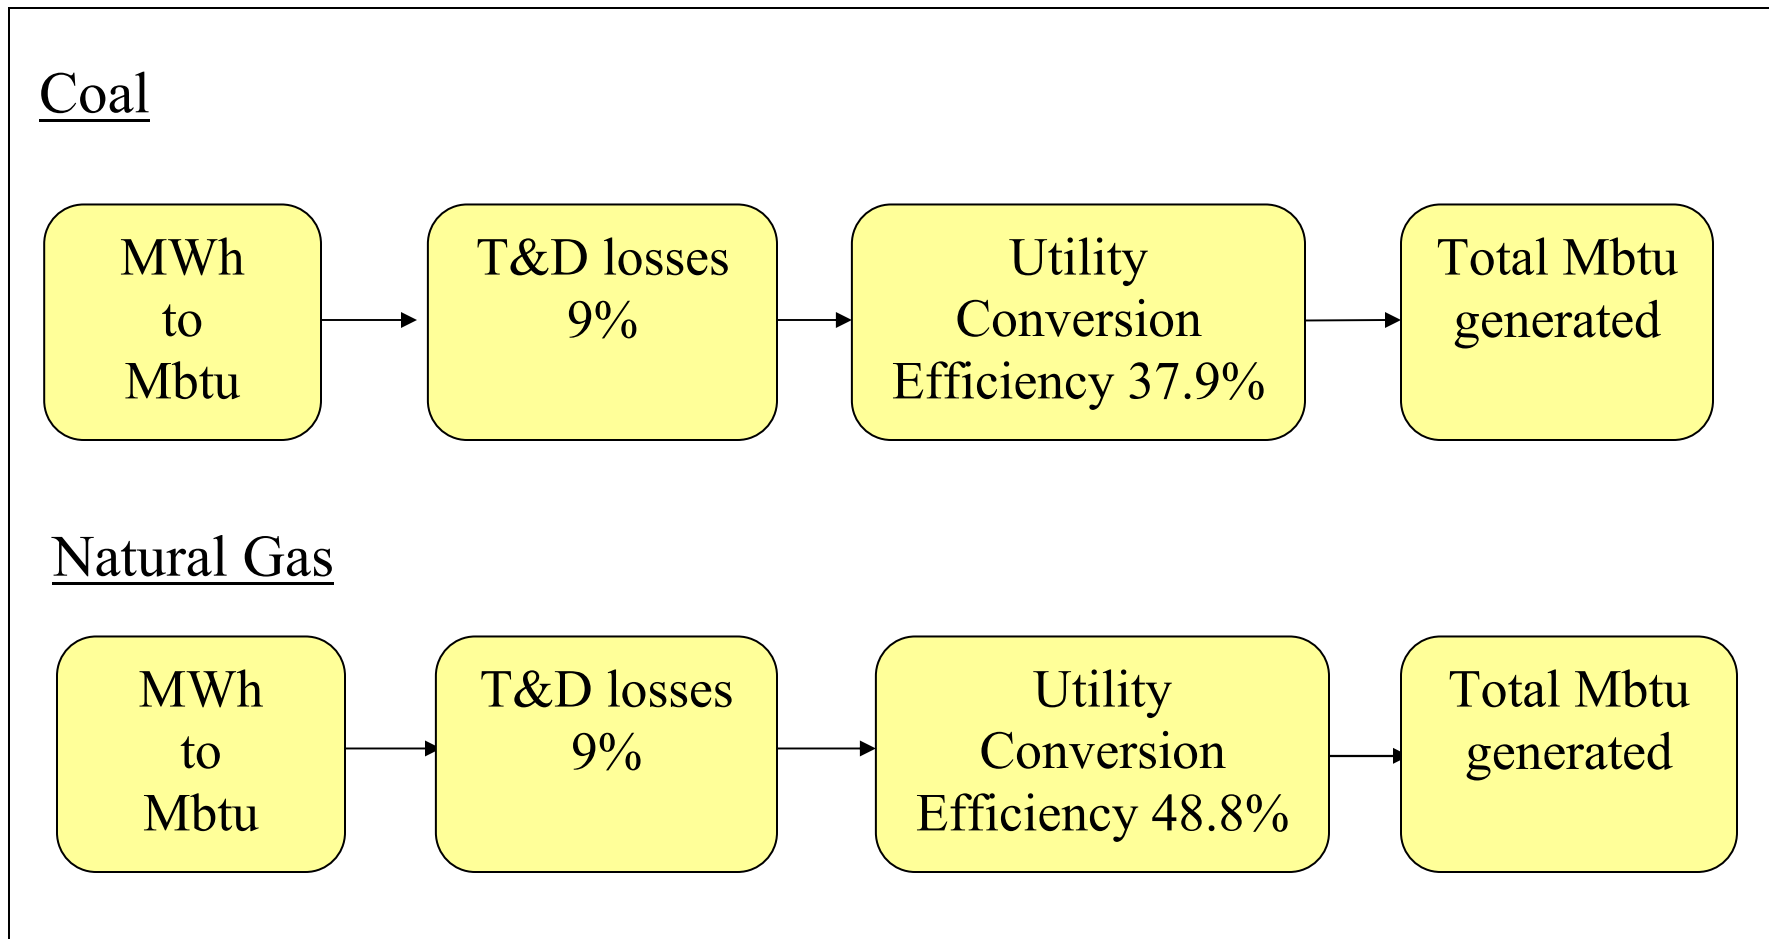 Coal
MWh
to
Mbtu
T&D losses
9%
Utility
Conversion
Efficiency 37.9%
Total Mbtu
generated
Natural Gas
MWh
to
Mbtu
T&D losses
9%
Utility
Conversion
Efficiency 48.8%
Total Mbtu
generated